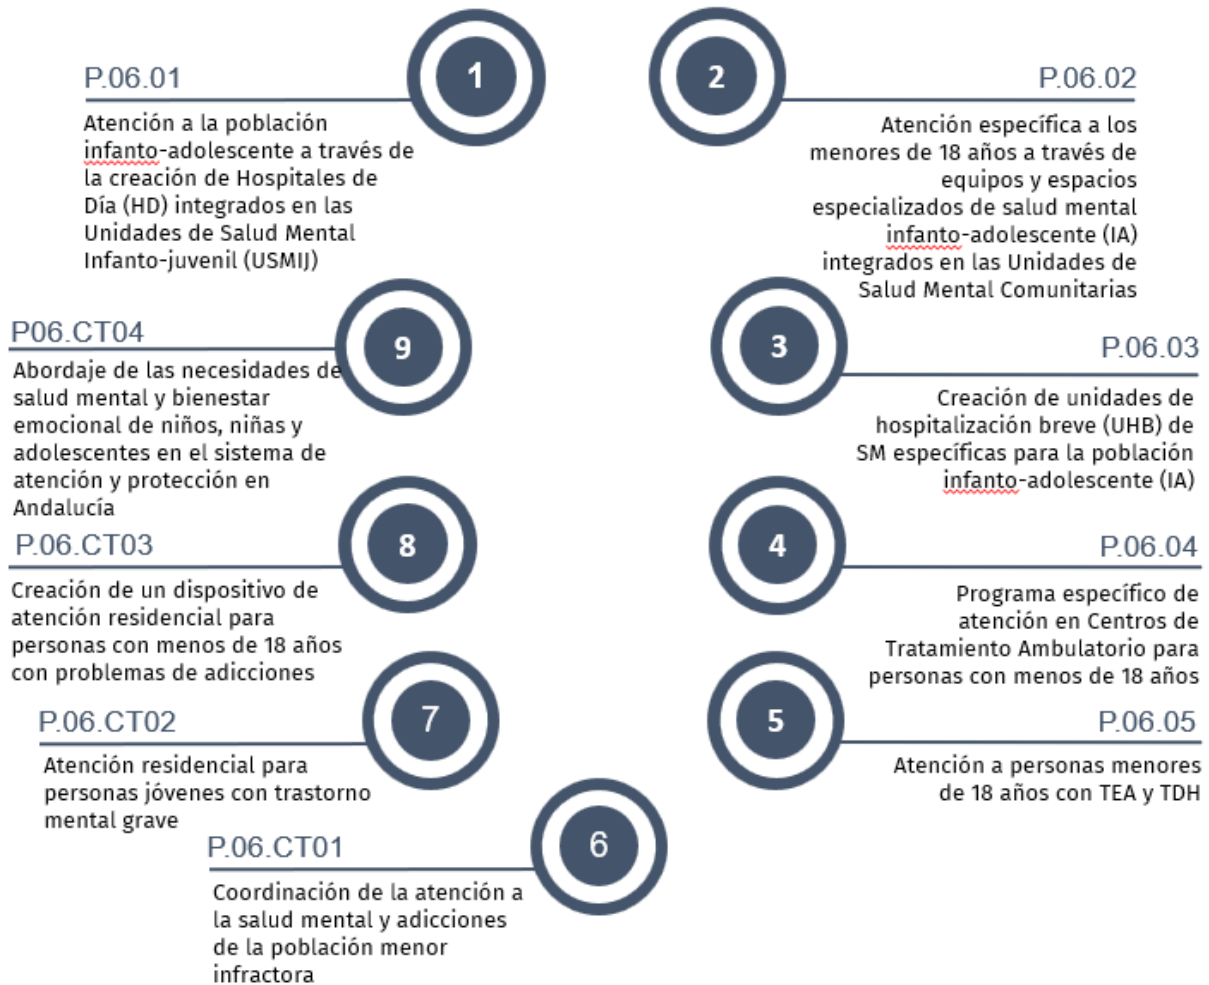 1
P.06.01
Atención a la población
infanto-adolescente a través de
la creación de Hospitales de
Día (HD) integrados en las
Unidades de Salud Mental
Infanto-juvenil (USMIJ)
2
P.06.02
Atención específica a los
menores de 18 años a través de
equipos y espacios
especializados de salud mental
infanto-adolescente (IA)
integrados en las Unidades de
Salud Mental Comunitarias
3
P.06.03
Creación de unidades de
hospitalización breve (UHB) de
SM específicas para la población
infanto-adolescente (IA)
4
P.06.04
Programa específico de
atención en Centros de
Tratamiento Ambulatorio para
personas con menos de 18 años
5
P.06.05
Atención a personas menores
de 18 años con TEA y TDH
6
P.06.CT01
Coordinación de la atención a
la salud mental y adicciones
de la población menor
infractora
7
P.06.CT02
Atención residencial para
personas jóvenes con trastorno
mental grave
8
P.06.CT03
Creación de un dispositivo de
atención residencial para
personas con menos de 18 años
con problemas de adicciones
9
P06.CT04
Abordaje de las necesidades de
salud mental y bienestar
emocional de niños, niñas y
adolescentes en el sistema de
atención y protección en
Andalucía